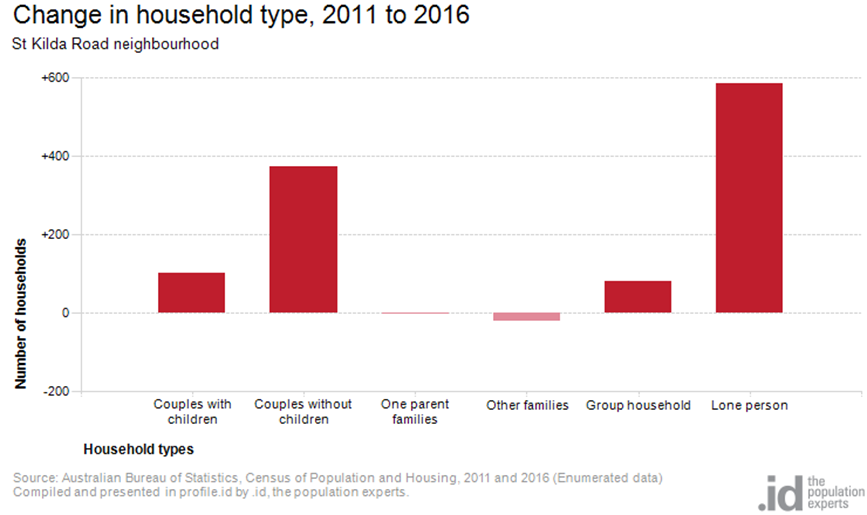 Change in household type, 2011 to 2016
St Kilda Road neighbourhood
+600
+400
+200
0
-200
Number of households
Couples with
children
Couples without
children
One parent
families
Other families
Group household
Lone person
Household types
Source: Australian Bureau of Statistics, Census of Population and Housing, 2011 and 2016 (Enumerated data)
Compiled and presented in profile.id by .id, the population experts.
.id the
population
experts